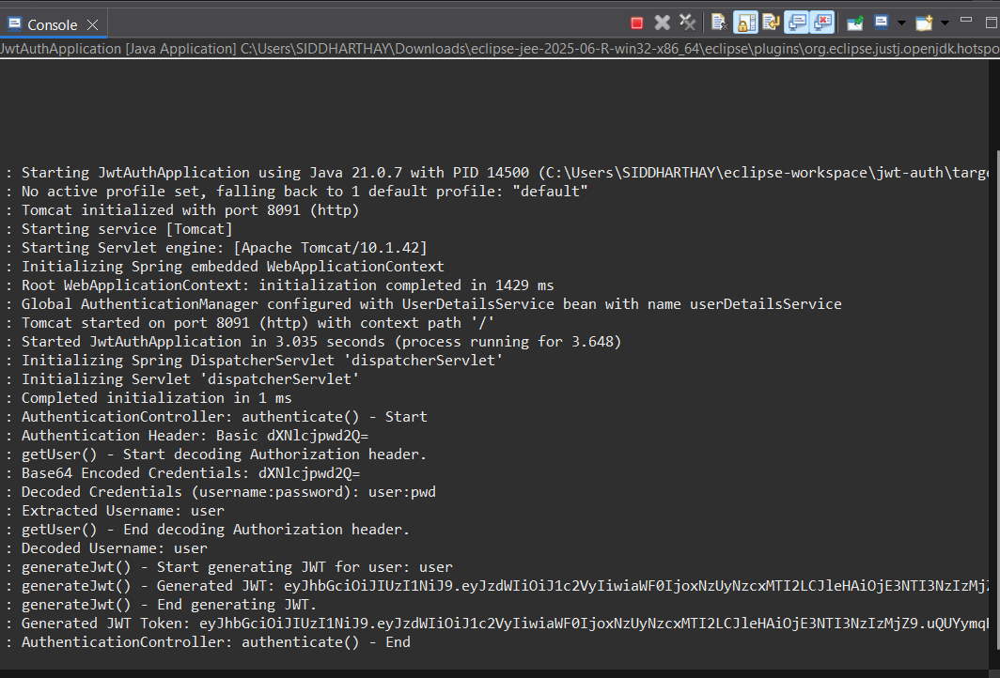 Console
JwtAuthApplication [Java Application] C:\Users\SIDDHARTHAY\Downloads\eclipse-jee-2025-06-R-win32-x86_64\eclipse\plugins\org.eclipse.justj.openjdk.hotspo
: Starting JwtAuthApplication using Java 21.0.7 with PID 14500 (C:\Users\SIDDHARTHAY\eclipse-workspace\jwt-auth\targe
: No active profile set, falling back to 1 default profile: "default"
: Tomcat initialized with port 8091 (http)
: Starting service [Tomcat]
: Starting Servlet engine: [Apache Tomcat/10.1.42]
: Initializing Spring embedded WebApplicationContext
: Root WebApplicationContext: initialization completed in 1429 ms
: Global AuthenticationManager configured with UserDetailsService bean with name userDetailsService
: Tomcat started on port 8091 (http) with context path '/'
: Started JwtAuthApplication in 3.035 seconds (process running for 3.648)
: Initializing Spring DispatcherServlet 'dispatcherServlet'
: Initializing Servlet 'dispatcherServlet'
: Completed initialization in 1 ms
: AuthenticationController: authenticate() - Start
: Authentication Header: Basic dXNlcjpwd2Q=
: getUser() - Start decoding Authorization header.
: Base64 Encoded Credentials: dXNlcjpwd2Q=
: Decoded Credentials (username:password): user:pwd
: Extracted Username: user
: getUser() - End decoding Authorization header.
: Decoded Username: user
: generateJwt() - Start generating JWT for user: user
: generateJwt() - Generated JWT: eyJhbGciOiJIUzI1NiJ9.eyJzdWIiOiJ1c2VyIiwiaWF0IjoxNzUyNzcxMTI2LCJleHAiOjE3NTI3NzIzMjZ
: generateJwt() - End generating JWT.
: Generated JWT Token: eyJhbGciOiJIUzI1NiJ9.eyJzdWIiOiJ1c2VyIiwiaWF0IjoxNzUyNzcxMTI2LCJleHAiOjE3NTI3NzIzMjZ9.uQUYymqE
: AuthenticationController: authenticate() - End